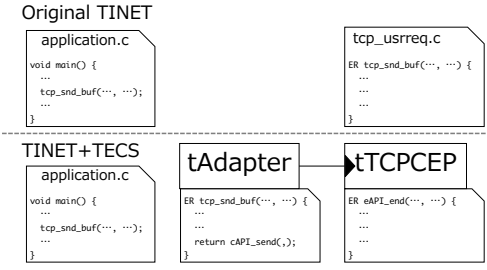 Original TINET
application.c
void main() {
…
tcp_snd_buf(…, …);
…
}
tcp_usrreq.c
ER tcp_snd_buf(…, …) {
…
…
…
}
TINET+TECS
application.c
void main() {
…
tcp_snd_buf(…, …);
…
}
tAdapter
ER tcp_snd_buf(…, …) {
…
…
return cAPI_send(,);
}
tTCPCEP
ER eAPI_end(…, …) {
…
…
…
}